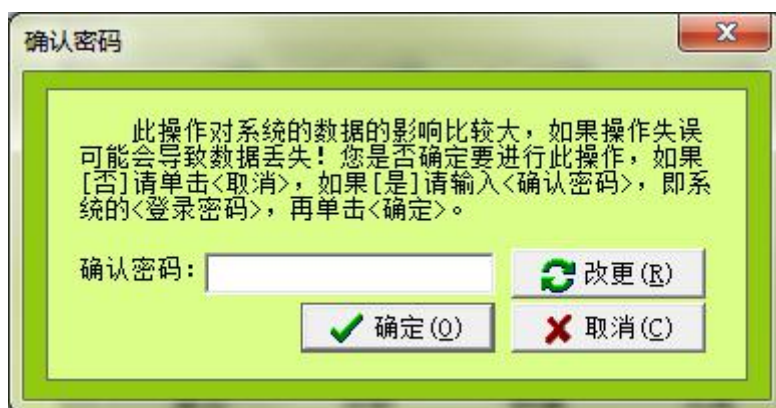 确认密码
此操作对系统的数据的影响比较大，如果操作失误
可能会导致数据丢失！您是否确定要进行此操作，如果
[否]请单击<取消>，如果[是]请输入<确认密码>，即系
统的<登录密码>，再单击<确定>。
确认密码：
改更(R)
确定(O)
取消(C)